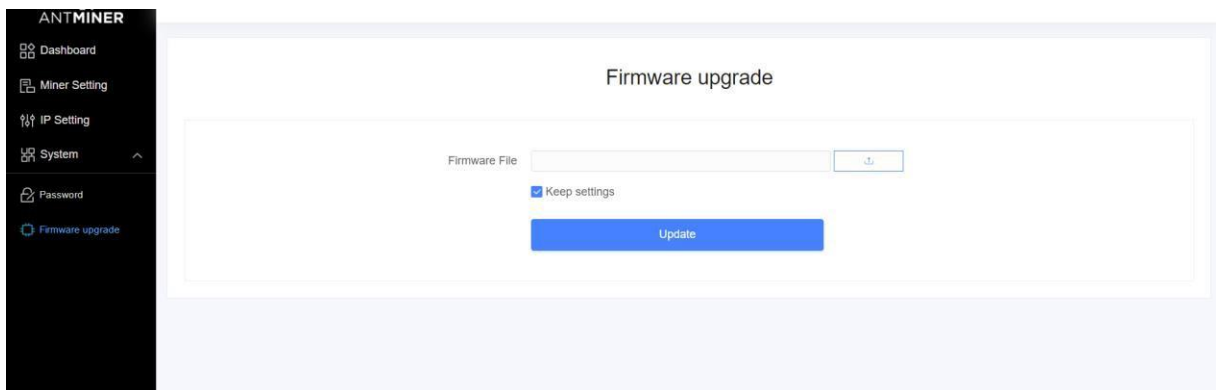 ANTMINER
Dashboard
Miner Setting
IP Setting
System
Password
Firmware upgrade
Firmware upgrade
Firmware File
Keep settings
Update